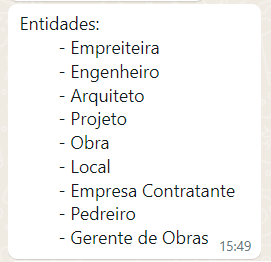 Entidades:
- Empreiteira
- Engenheiro
- Arquiteto
- Projeto
- Obra
- Local
- Empresa Contratante
- Pedreiro
- Gerente de Obras 15:49